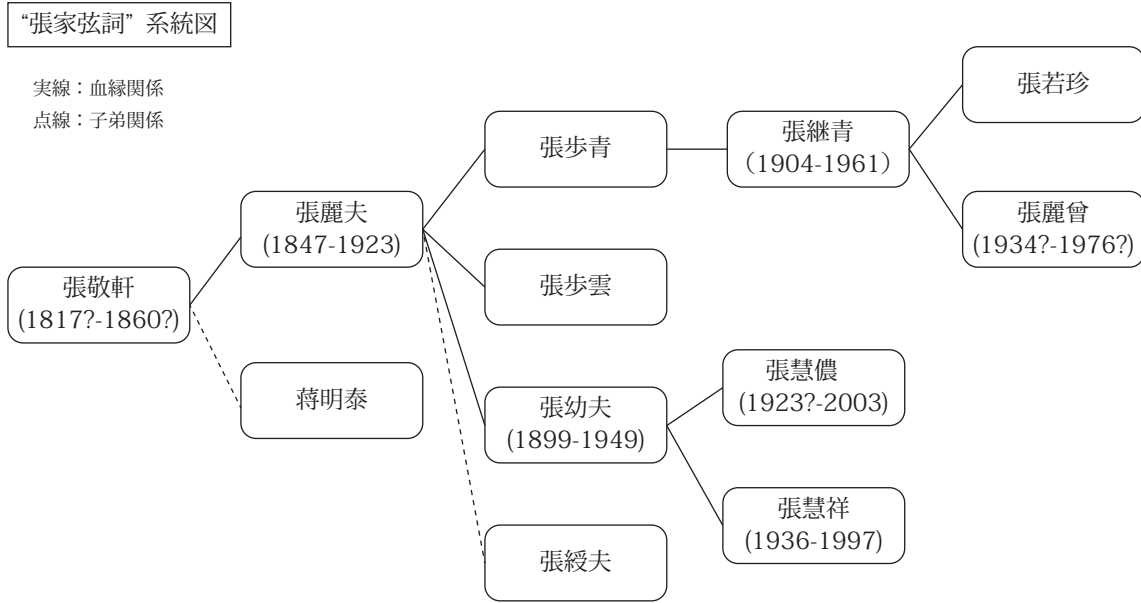 “張家弦詞” 系統図
実線：血縁関係
点線：子弟関係
張敬軒
(1817?-1860?)
張麗夫
(1847-1923)
蒋明泰
張歩青
張歩雲
張幼夫
(1899-1949)
張綬夫
張継青
（1904-1961）
張慧儂
(1923?-2003)
張慧祥
(1936-1997)
張若珍
張麗曾
(1934?-1976?)